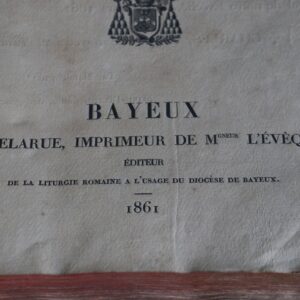 BAYEUX
ELARUE, IMPRIMEUR DE Mgneur L'ÉVÊQ
ÉDITEUR
DE LA LITURGIE ROMAINE A L'USAGE DU DIOCÈSE DE BAYEUX.
1861